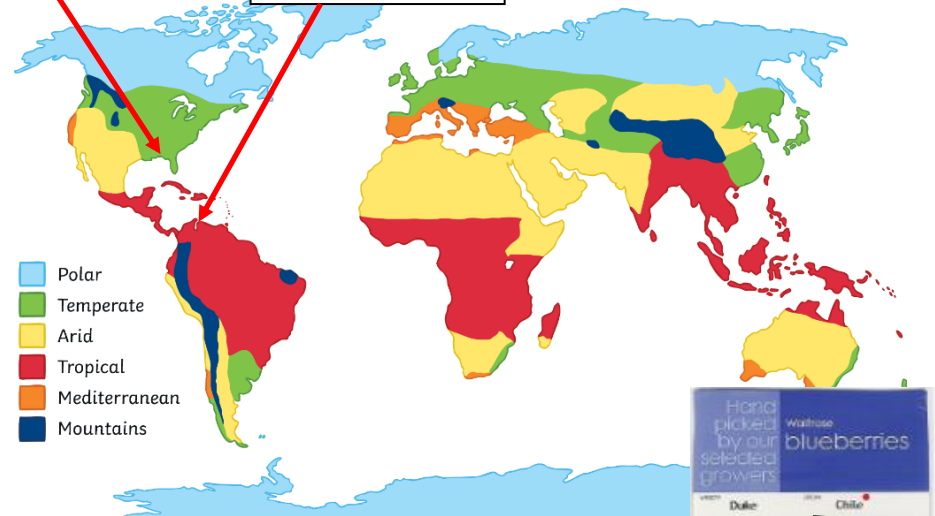 Polar
Temperate
Arid
Tropical
Mediterranean
Mountains
Hand
picked
by our
selected
growers
Waitrose
blueberries
Duke
Chile